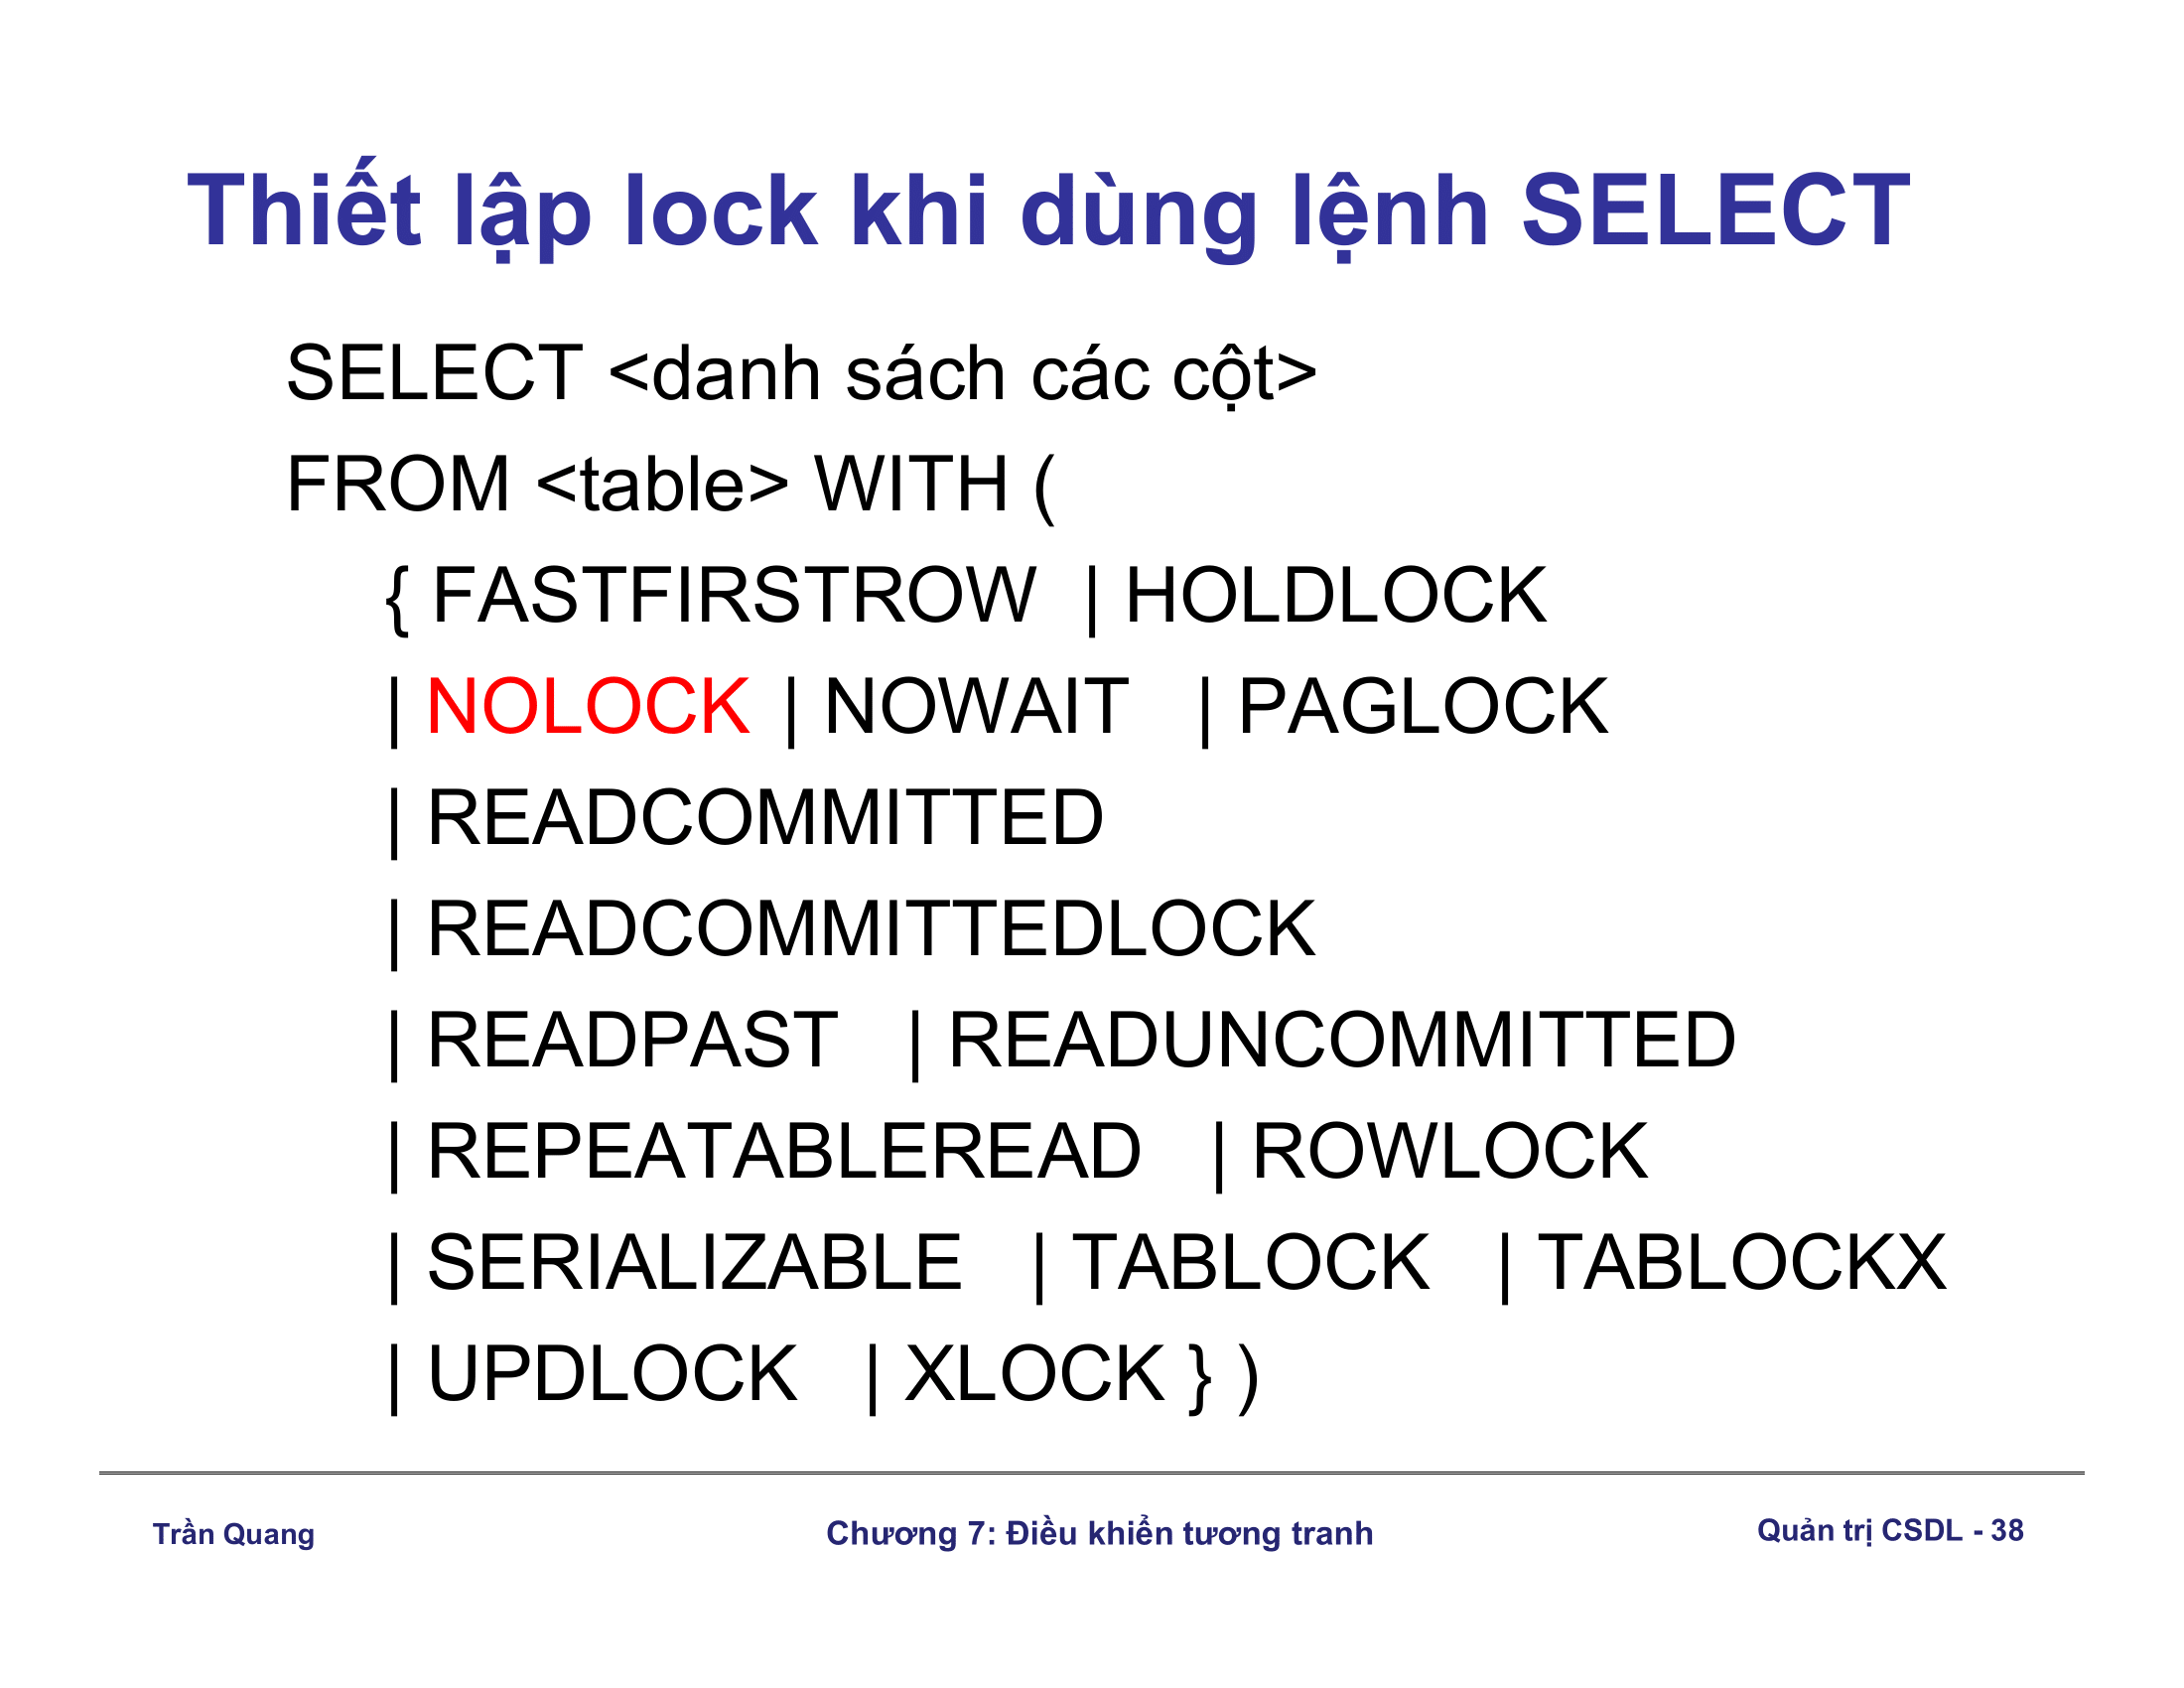 Thiết lập lock khi dùng lệnh SELECT
SELECT <danh sách các cột>
FROM <table> WITH (
{ FASTFIRSTROW | HOLDLOCK
| NOLOCK | NOWAIT | PAGLOCK
| READCOMMITTED
| READCOMMITTEDLOCK
| READPAST | READUNCOMMITTED
| REPEATABLEREAD | ROWLOCK
| SERIALIZABLE | TABLOCK | TABLOCKX
| UPDLOCK | XLOCK } )
Trần Quang
Chương 7: Điều khiển tương tranh
Quản trị CSDL - 38